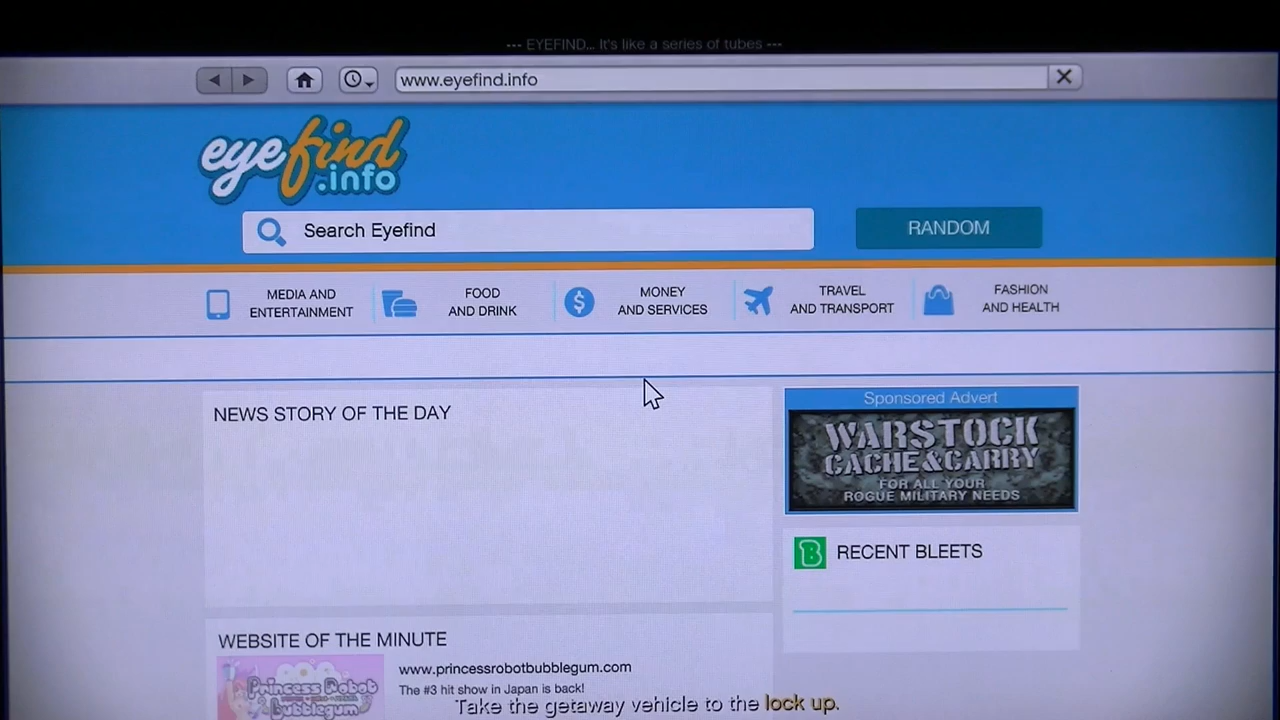 --- EYEFIND... It's like a series of tubes ---
www.eyefind.info
eyefind
.info
Search Eyefind
RANDOM
MEDIA AND
ENTERTAINMENT
FOOD
AND DRINK
MONEY
AND SERVICES
TRAVEL
AND TRANSPORT
FASHION
AND HEALTH
NEWS STORY OF THE DAY
Sponsored Advert
WARSTOCK
CACHE&CARRY
FOR ALL YOUR
ROGUE MILITARY NEEDS
B RECENT BLEETS
WEBSITE OF THE MINUTE
Princess Robot
Bubblegum
www.princessrobotbubblegum.com
The #3 hit show in Japan is back!
Take the getaway vehicle to the lock up.